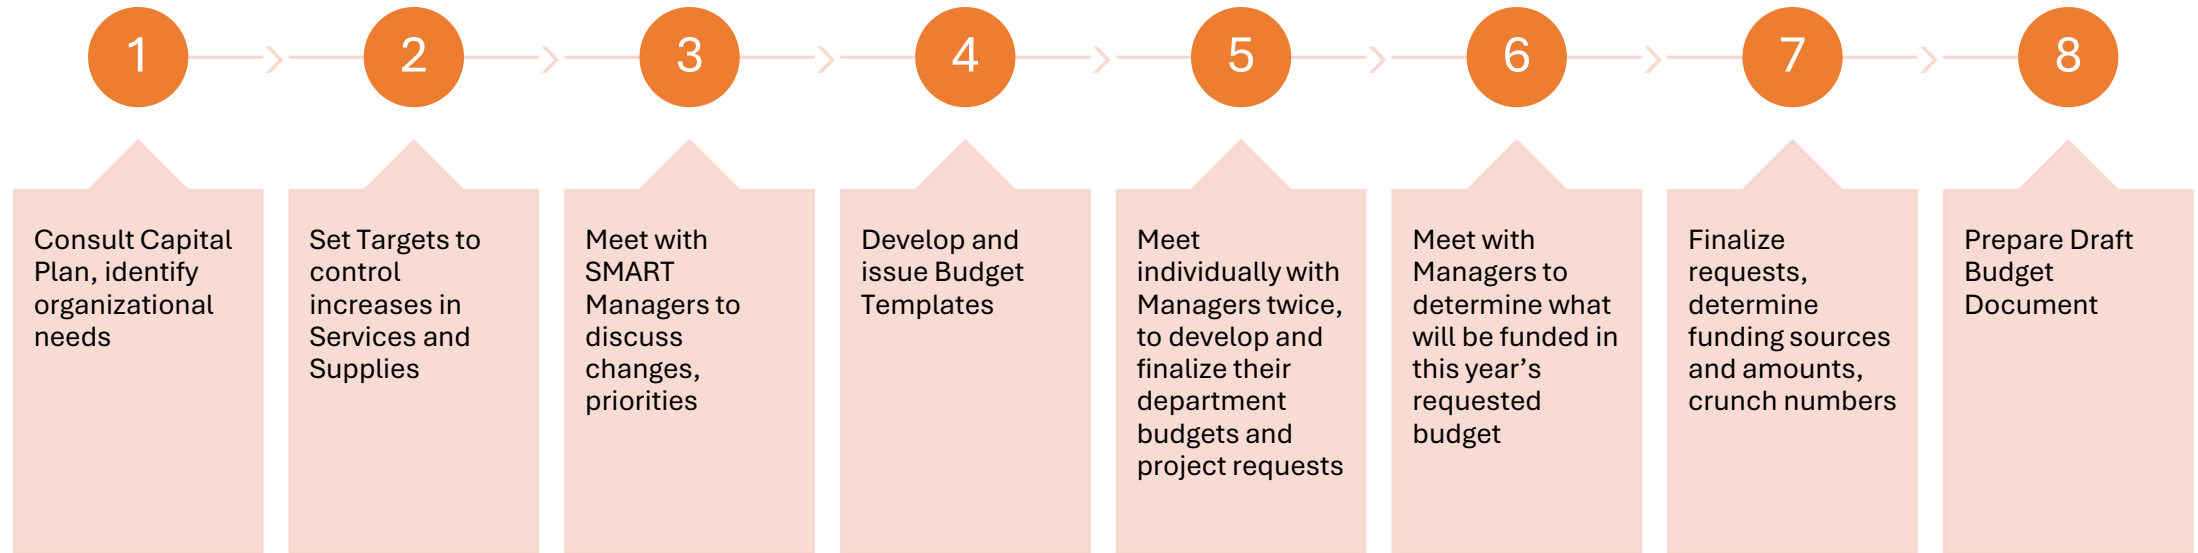 1
2
3
4
5
6
7
8
Consult Capital
Plan, identify
organizational
needs
Set Targets to
control
increases in
Services and
Supplies
Meet with
SMART
Managers to
discuss
changes,
priorities
Develop and
issue Budget
Templates
Meet
individually with
Managers twice,
to develop and
finalize their
department
budgets and
project requests
Meet with
Managers to
determine what
will be funded in
this year’s
requested
budget
Finalize
requests,
determine
funding sources
and amounts,
crunch numbers
Prepare Draft
Budget
Document